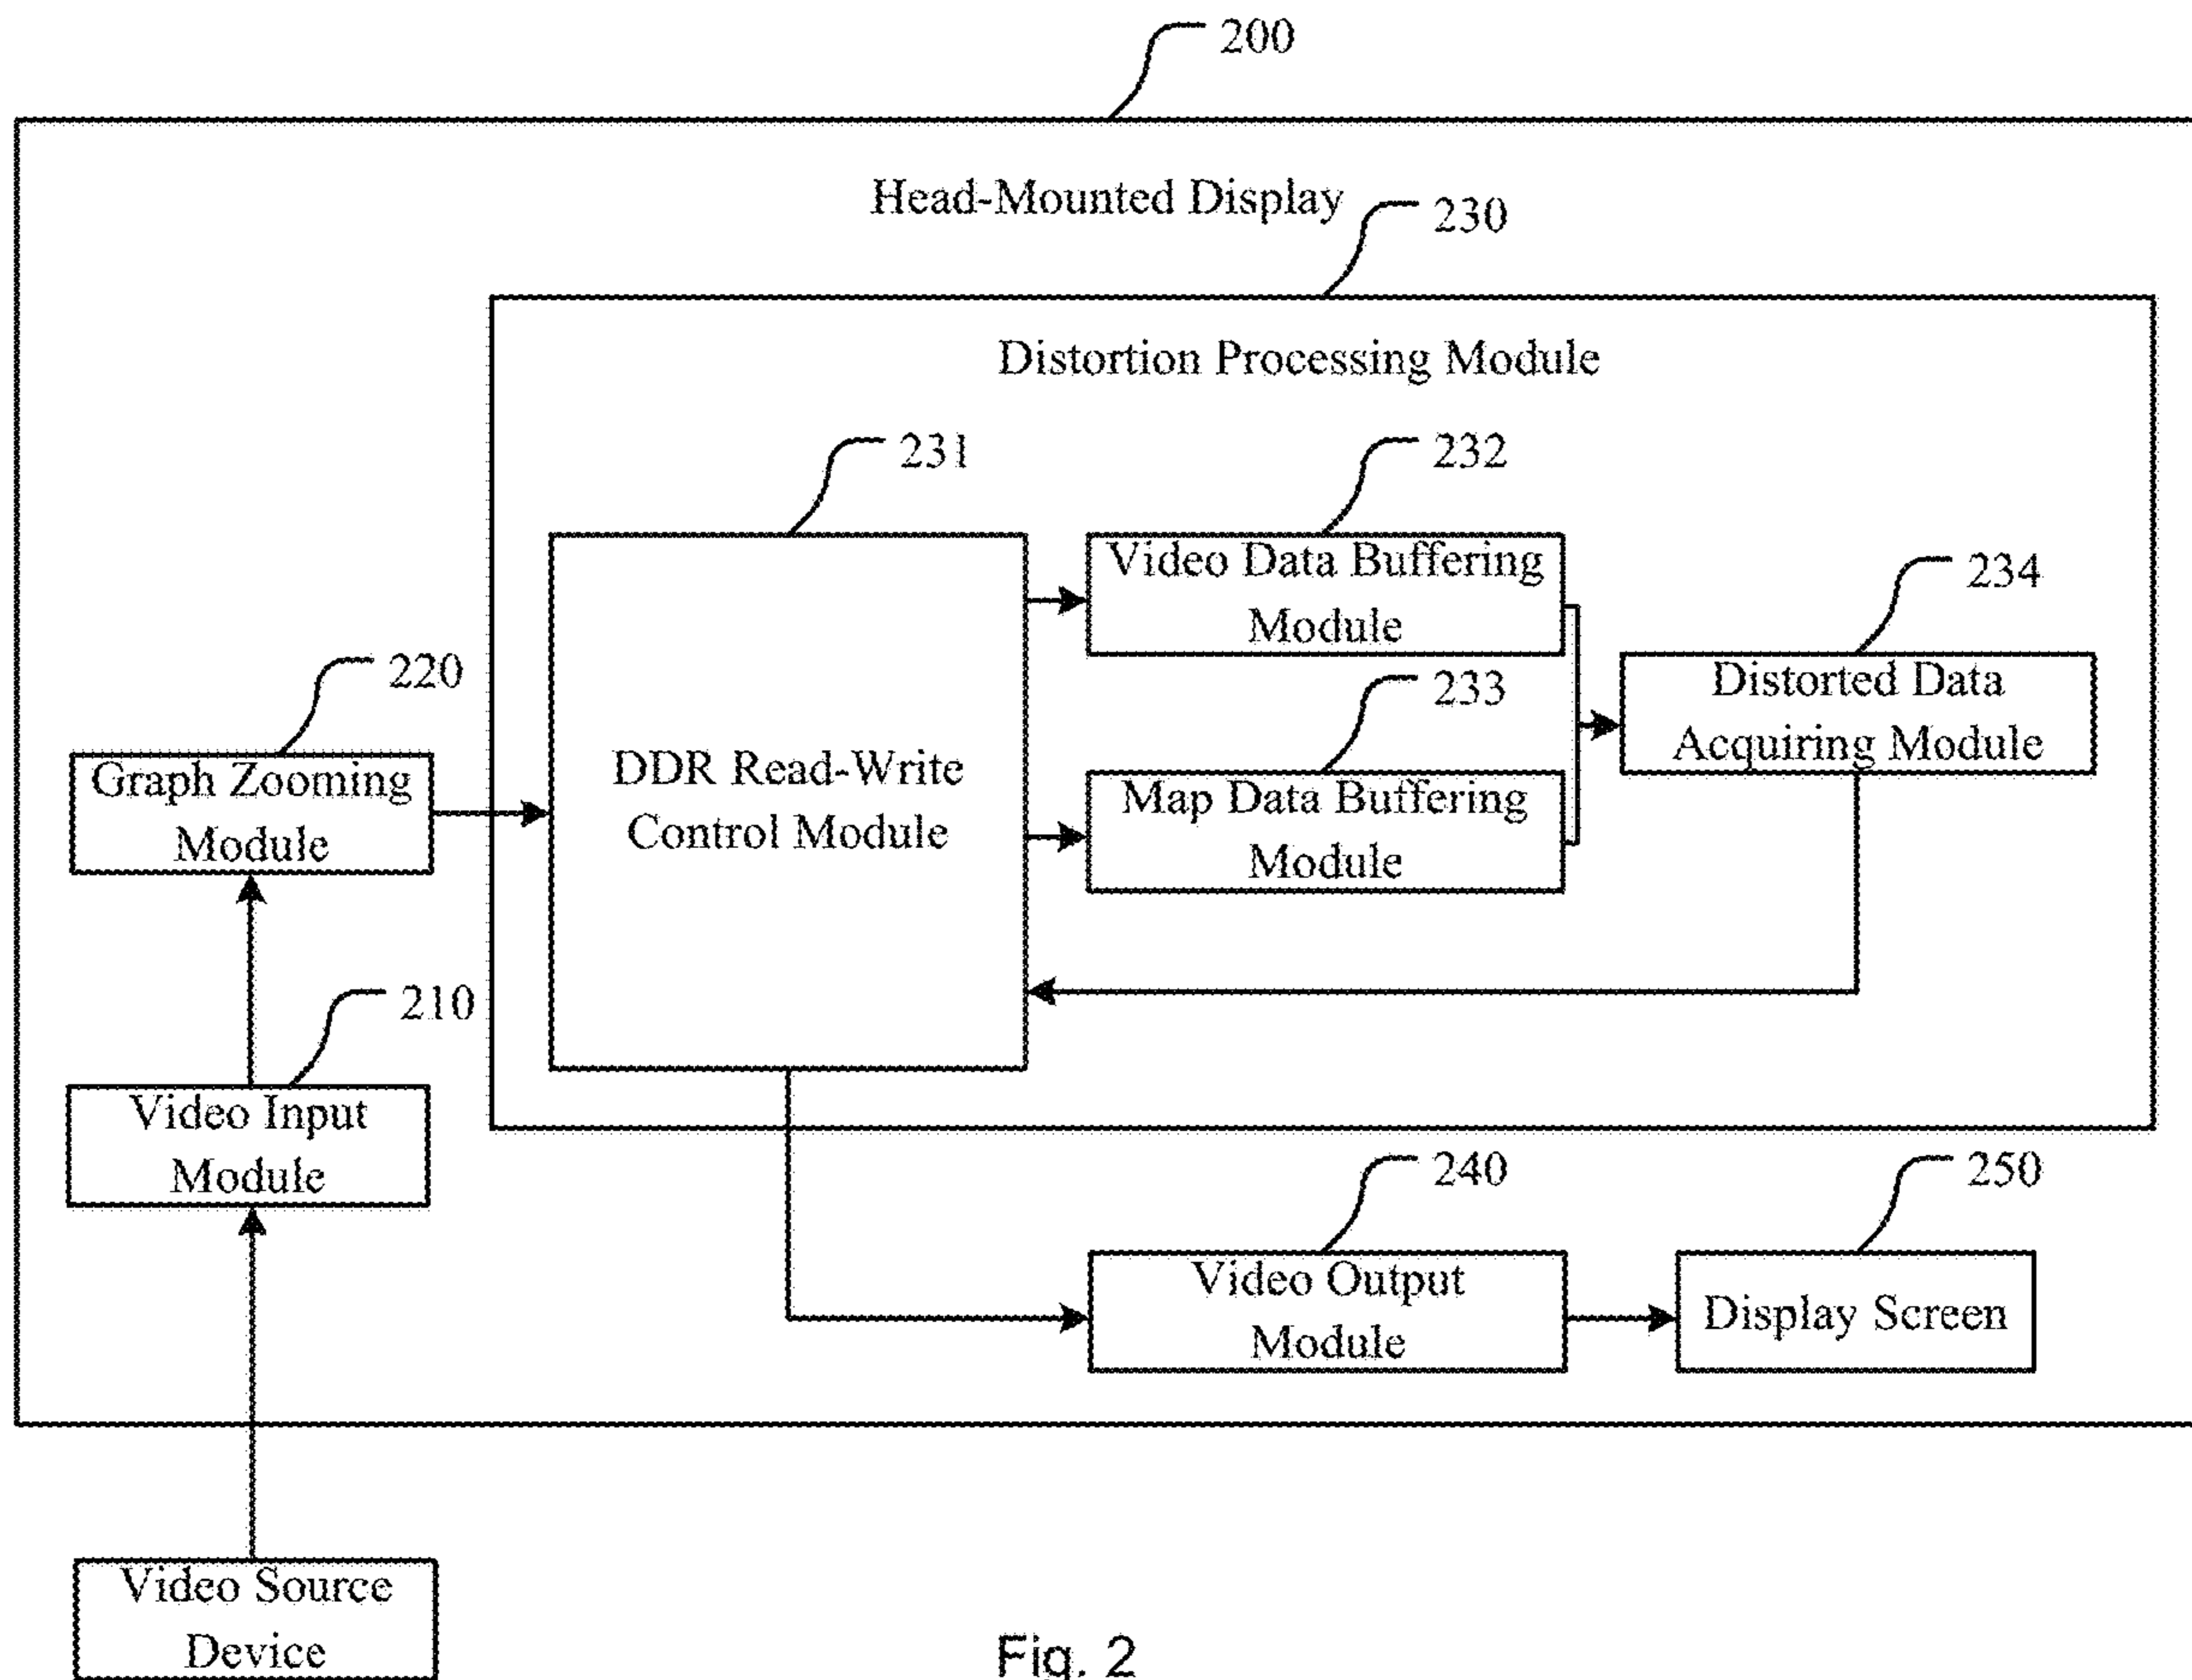 200
Head-Mounted Display
230
Distortion Processing Module
231
232
Video Data Buffering
Module
234
Distorted Data
Acquiring Module
220
Graph Zooming
Module
DDR Read-Write
Control Module
233
Map Data Buffering
Module
210
Video Input
Module
240
Video Output
Module
250
Display Screen
Video Source
Device
Fig. 2